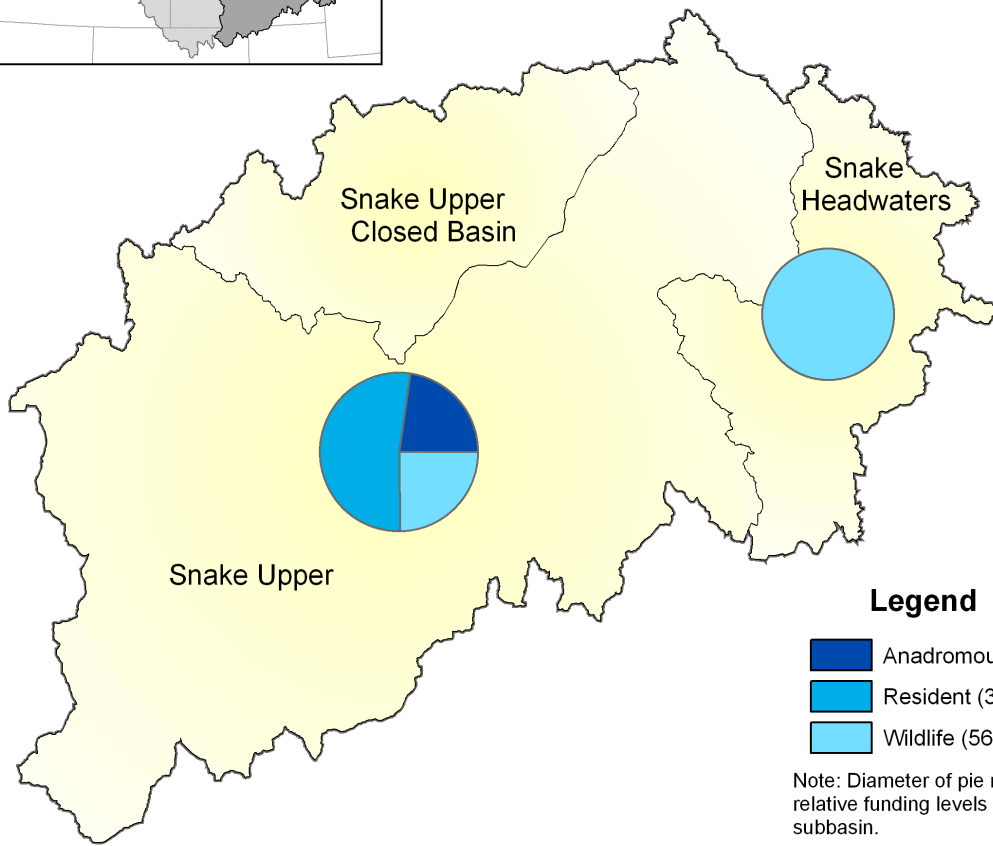 Snake Upper
Closed Basin
Snake
Headwaters
Snake Upper
Legend
Anadromou
Resident (3
Wildlife (56
Note: Diameter of pie
relative funding levels
subbasin.